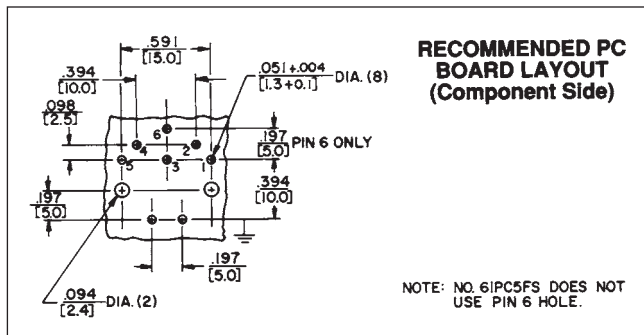 RECOMMENDED PC
BOARD LAYOUT
(Component Side)
.591
[15.0]
.394
[10.0]
.051+.004
[1.3+0.1] DIA. (8)
.098
[2.5]
6
4
2
5
3
1
.197
[5.0] PIN 6 ONLY
.394
[10.0]
.197
[5.0]
.197
[5.0]
.094
[2.4] DIA. (2)
NOTE: NO. 61PC5FS DOES NOT
USE PIN 6 HOLE.